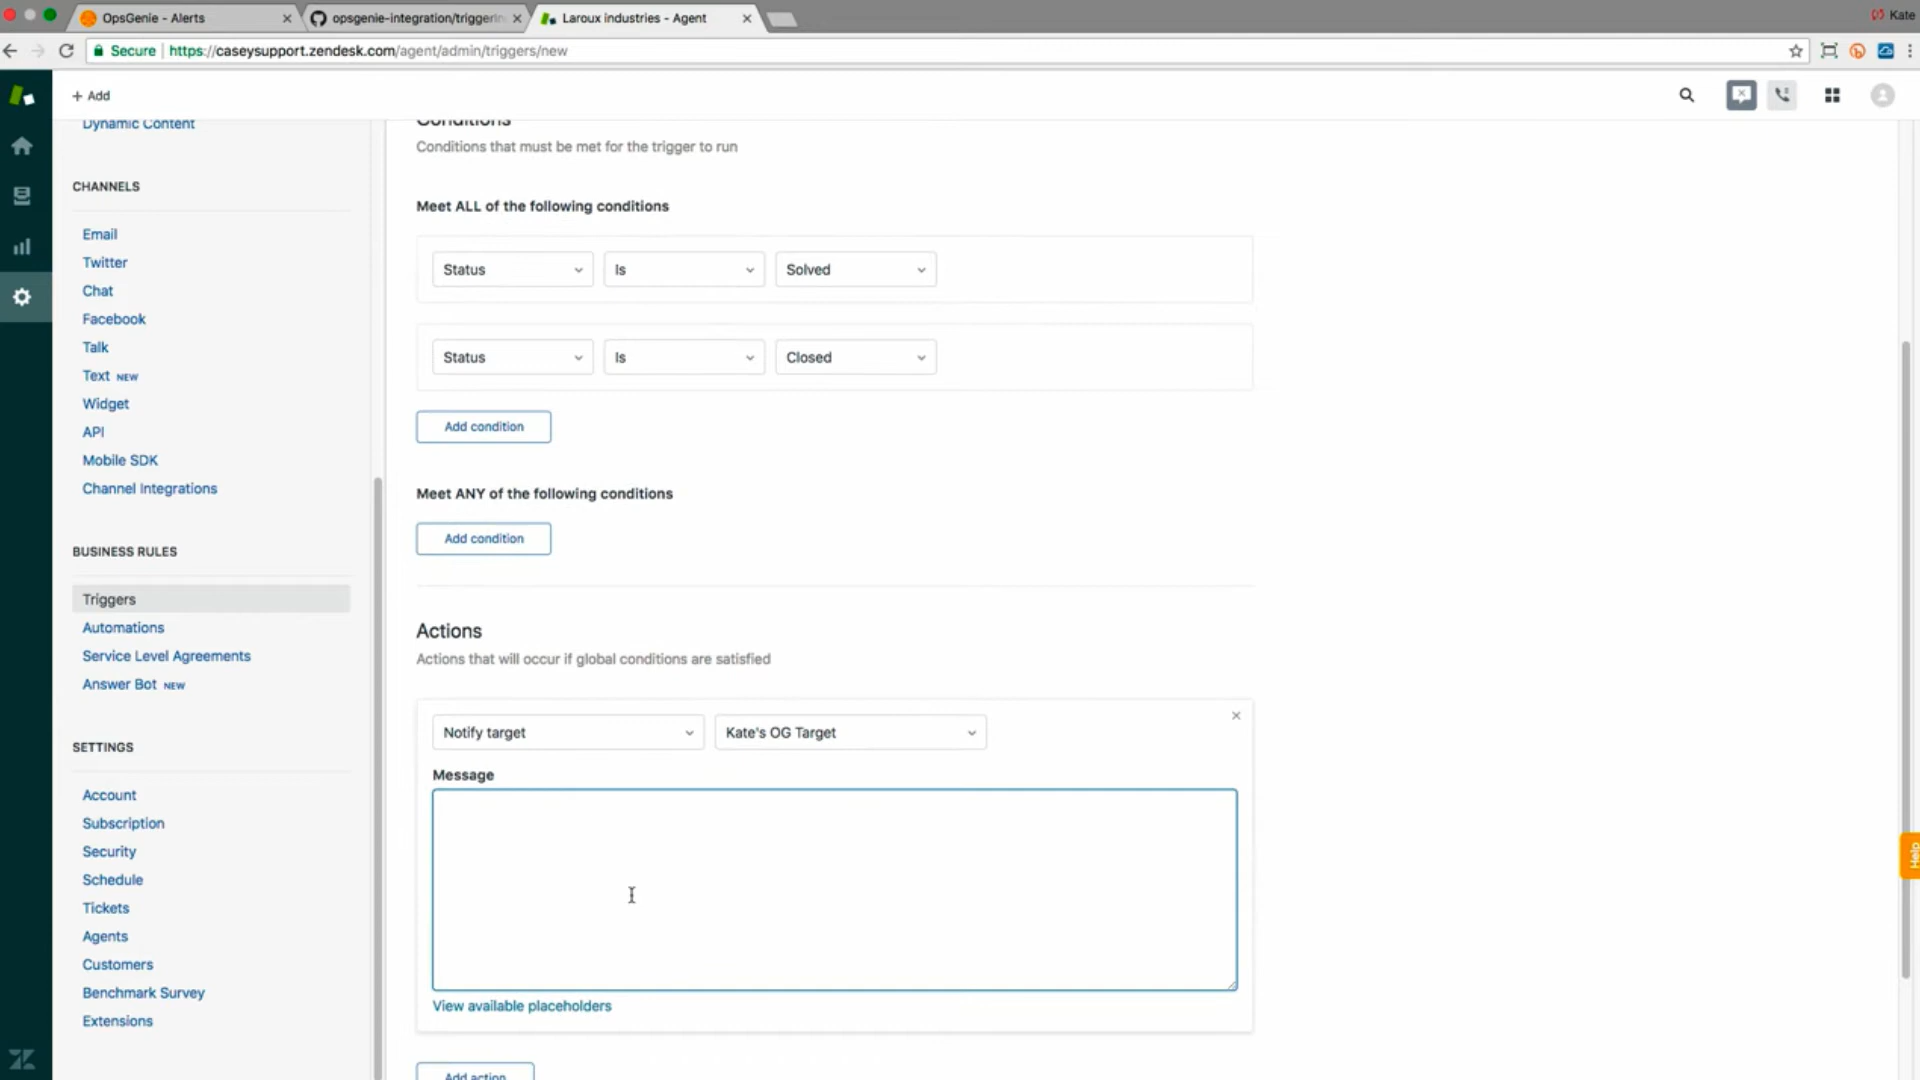 OpsGenie - Alerts
opsgenie-integration/triggerin
Laroux industries - Agent
Kate
Secure
https://caseysupport.zendesk.com/agent/admin/triggers/new
+ Add
Dynamic Content
CHANNELS
Email
Twitter
Chat
Facebook
Talk
Text NEW
Widget
API
Mobile SDK
Channel Integrations
BUSINESS RULES
Triggers
Automations
Service Level Agreements
Answer Bot NEW
SETTINGS
Account
Subscription
Security
Schedule
Tickets
Agents
Customers
Benchmark Survey
Extensions
Conditions
Conditions that must be met for the trigger to run
Meet ALL of the following conditions
Status Is Solved
Status Is Closed
Add condition
Meet ANY of the following conditions
Add condition
Actions
Actions that will occur if global conditions are satisfied
Notify target Kate's OG Target
Message
View available placeholders
Add action
Help